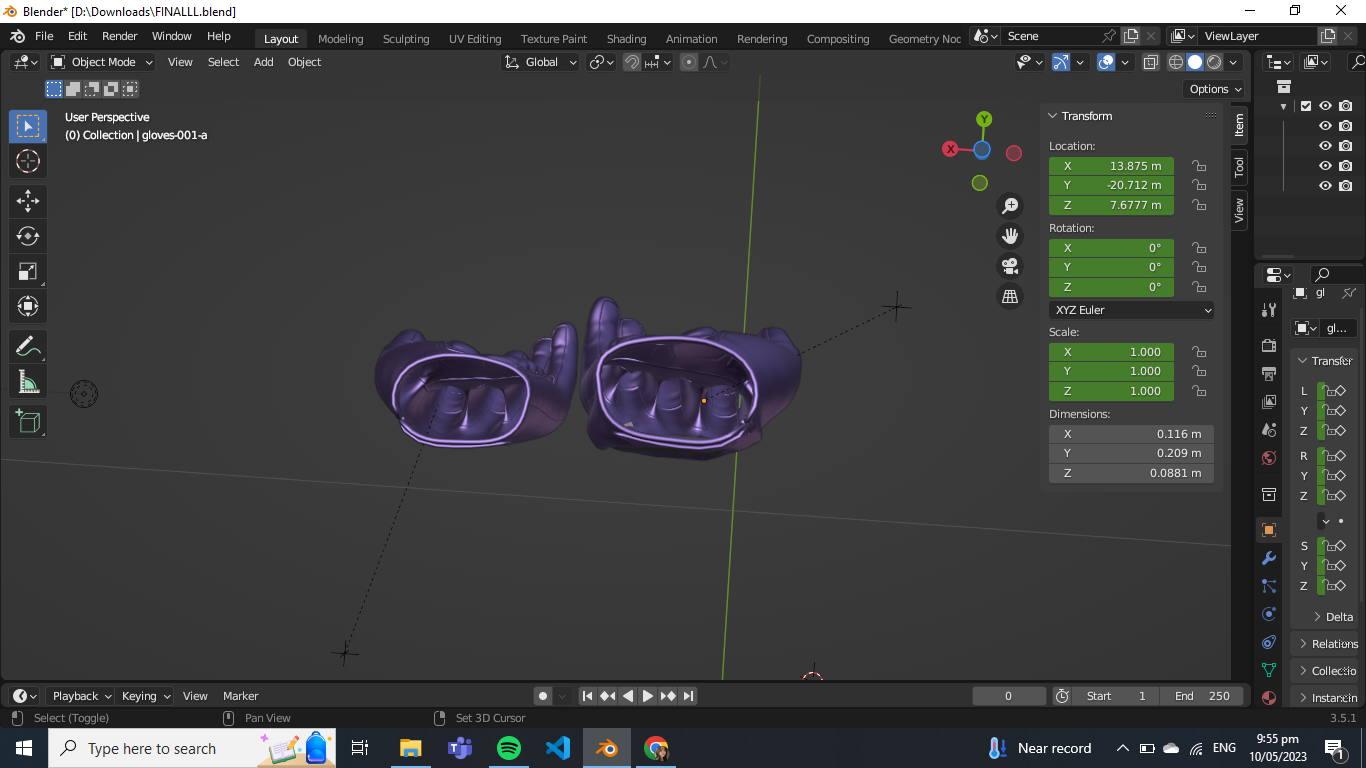 Blender* [D:\Downloads\FINALLL.blend]
File Edit Render Window Help Layout Modeling Sculpting UV Editing Texture Paint Shading Animation Rendering Compositing Geometry Noc Scene ViewLayer
Object Mode View Select Add Object Global
Options
User Perspective
(0) Collection | gloves-001-a
Y
X
Transform
Location:
X 13.875 m
Y -20.712 m
Z 7.6777 m
Rotation:
X 0°
Y 0°
Z 0°
XYZ Euler
Scale:
X 1.000
Y 1.000
Z 1.000
Dimensions:
X 0.116 m
Y 0.209 m
Z 0.0881 m
Item
Tool
View
gl
gl...
Transfor
L
Y
Z
R
Y
Z
S
Y
Z
Delta
Relations
Collectio
Instancin
Playback Keying View Marker 0 Start 1 End 250
Select (Toggle) Pan View Set 3D Cursor 3.5.1
Type here to search Near record ENG 9:55 pm
10/05/2023
1